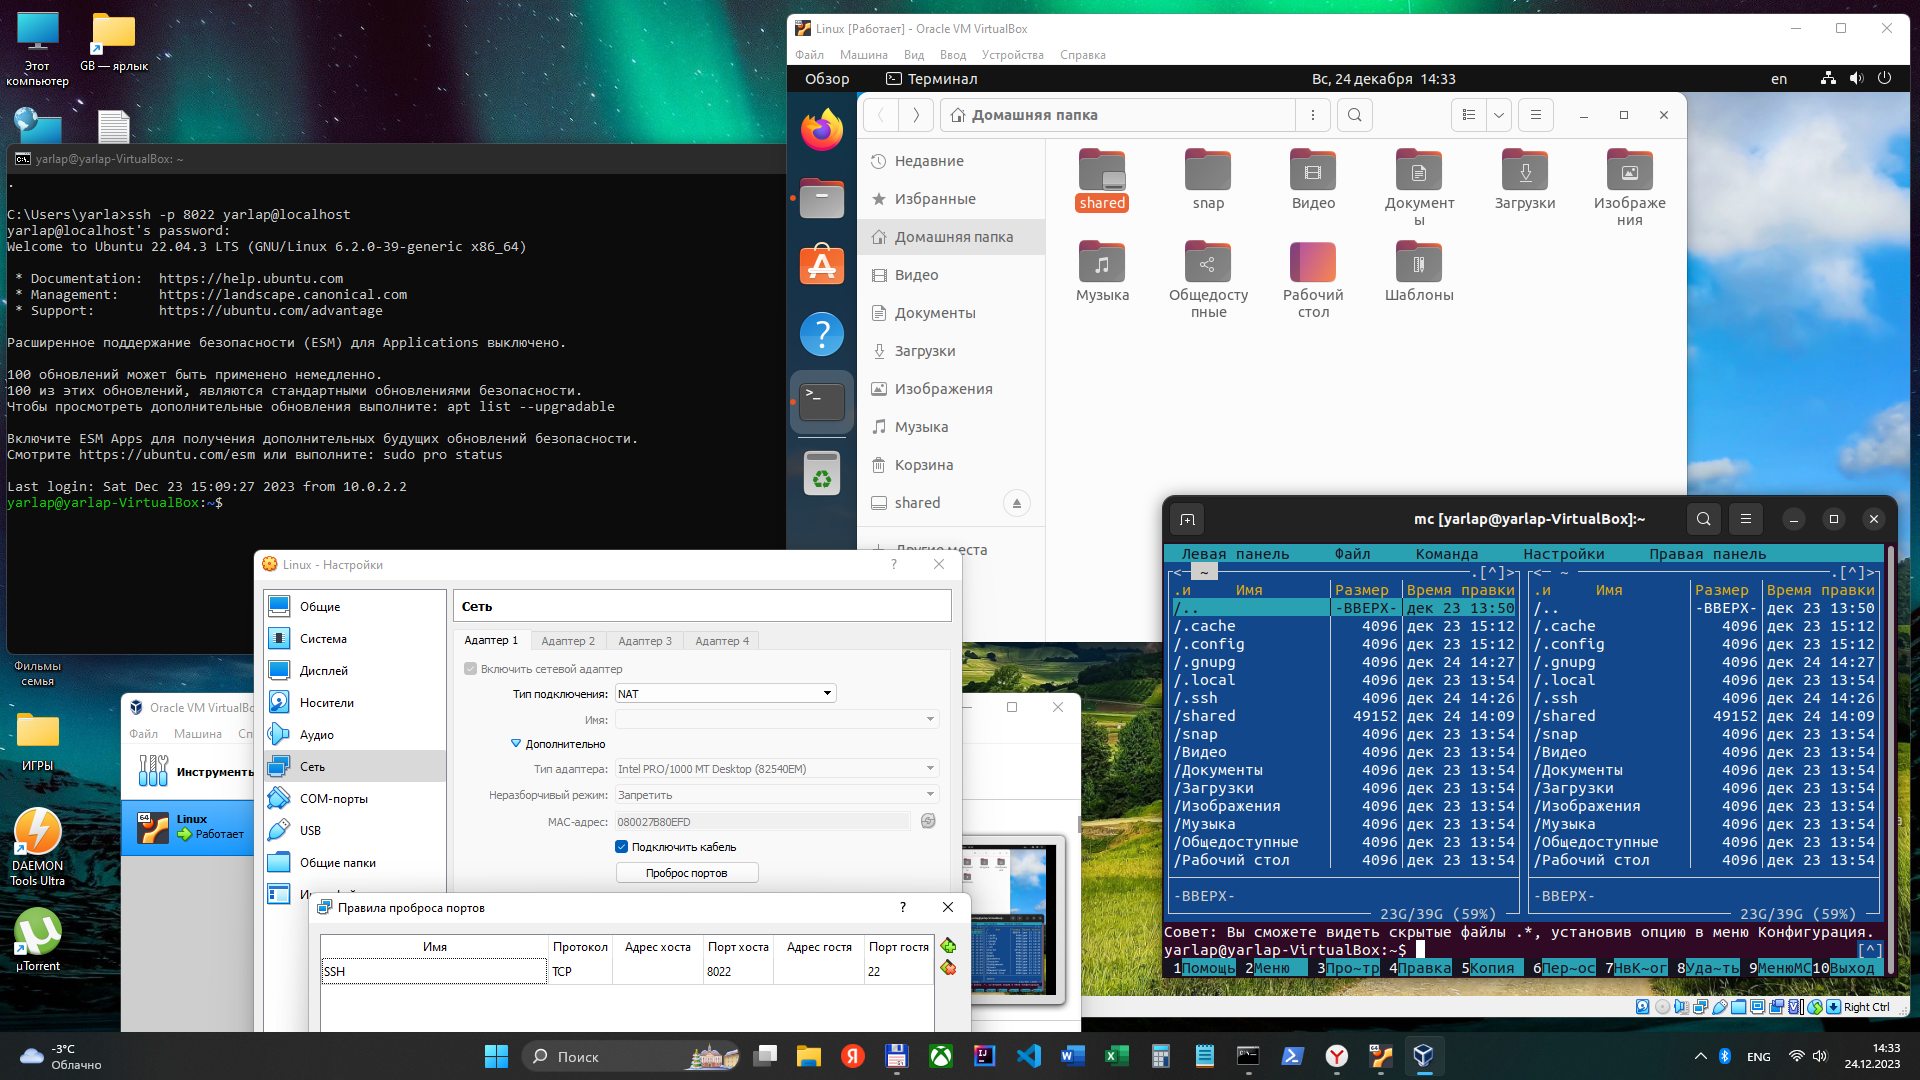 Этот
компьютер
GB — ярлык
yarlap@yarlap-VirtualBox: ~
.
C:\Users\yarla>ssh -p 8022 yarlap@localhost
yarlap@localhost's password:
Welcome to Ubuntu 22.04.3 LTS (GNU/Linux 6.2.0-39-generic x86_64)
* Documentation:  https://help.ubuntu.com
* Management:     https://landscape.canonical.com
* Support:        https://ubuntu.com/advantage
Расширенное поддержание безопасности (ESM) для Applications выключено.
100 обновлений может быть применено немедленно.
100 из этих обновлений, являются стандартными обновлениями безопасности.
Чтобы просмотреть дополнительные обновления выполните: apt list --upgradable
Включите ESM Apps для получения дополнительных будущих обновлений безопасности.
Смотрите https://ubuntu.com/esm или выполните: sudo pro status
Last login: Sat Dec 23 15:09:27 2023 from 10.0.2.2
yarlap@yarlap-VirtualBox:~$
Фильмы
семья
ИГРЫ
DAEMON
Tools Ultra
µTorrent
Linux [Работает] - Oracle VM VirtualBox
Файл Машина Вид Ввод Устройства Справка
Обзор Терминал Вс, 24 декабря 14:33 en
Домашняя папка
Недавние
Избранные
Домашняя папка
Видео
Документы
Загрузки
Изображения
Музыка
Корзина
shared
Другие места
shared snap Видео Документ
ы Загрузки Изображе
ния
Музыка Общедосту
пные Рабочий
стол Шаблоны
mc [yarlap@yarlap-VirtualBox]:~
Левая панель Файл Команда Настройки Правая панель
<─ ~ .[^]> <─ ~ .[^]>
.и Имя Размер Время правки .и Имя Размер Время правки
/.. -ВВЕРХ- дек 23 13:50 /.. -ВВЕРХ- дек 23 13:50
/.cache 4096 дек 23 15:12 /.cache 4096 дек 23 15:12
/.config 4096 дек 23 15:12 /.config 4096 дек 23 15:12
/.gnupg 4096 дек 24 14:27 /.gnupg 4096 дек 24 14:27
/.local 4096 дек 23 13:54 /.local 4096 дек 23 13:54
/.ssh 4096 дек 24 14:26 /.ssh 4096 дек 24 14:26
/shared 49152 дек 24 14:09 /shared 49152 дек 24 14:09
/snap 4096 дек 23 13:54 /snap 4096 дек 23 13:54
/Видео 4096 дек 23 13:54 /Видео 4096 дек 23 13:54
/Документы 4096 дек 23 13:54 /Документы 4096 дек 23 13:54
/Загрузки 4096 дек 23 13:54 /Загрузки 4096 дек 23 13:54
/Изображения 4096 дек 23 13:54 /Изображения 4096 дек 23 13:54
/Музыка 4096 дек 23 13:54 /Музыка 4096 дек 23 13:54
/Общедоступные 4096 дек 23 13:54 /Общедоступные 4096 дек 23 13:54
/Рабочий стол 4096 дек 23 13:54 /Рабочий стол 4096 дек 23 13:54
-ВВЕРХ- -ВВЕРХ-
23G/39G (59%) 23G/39G (59%)
Совет: Вы сможете видеть скрытые файлы .*, установив опцию в меню Конфигурация.
yarlap@yarlap-VirtualBox:~$ [^]
1Помощь 2Меню 3Про~тр 4Правка 5Копия 6Пер~ос 7НвК~ог 8Уда~ть 9МенюMC 10Выход
Right Ctrl
Oracle VM VirtualBo
Файл Машина Сп
Инструменты
64
Linux
Работает
Linux - Настройки
Общие
Система
Дисплей
Носители
Аудио
Сеть
COM-порты
USB
Общие папки
Сеть
Адаптер 1 Адаптер 2 Адаптер 3 Адаптер 4
Включить сетевой адаптер
Тип подключения: NAT
Имя:
Дополнительно
Тип адаптера: Intel PRO/1000 MT Desktop (82540EM)
Неразборчивый режим: Запретить
MAC-адрес: 080027B80EFD
Подключить кабель
Проброс портов
Правила проброса портов
Имя Протокол Адрес хоста Порт хоста Адрес гостя Порт гостя
SSH TCP 8022 22
-3°C
Облачно
Поиск
ENG
14:33
24.12.2023